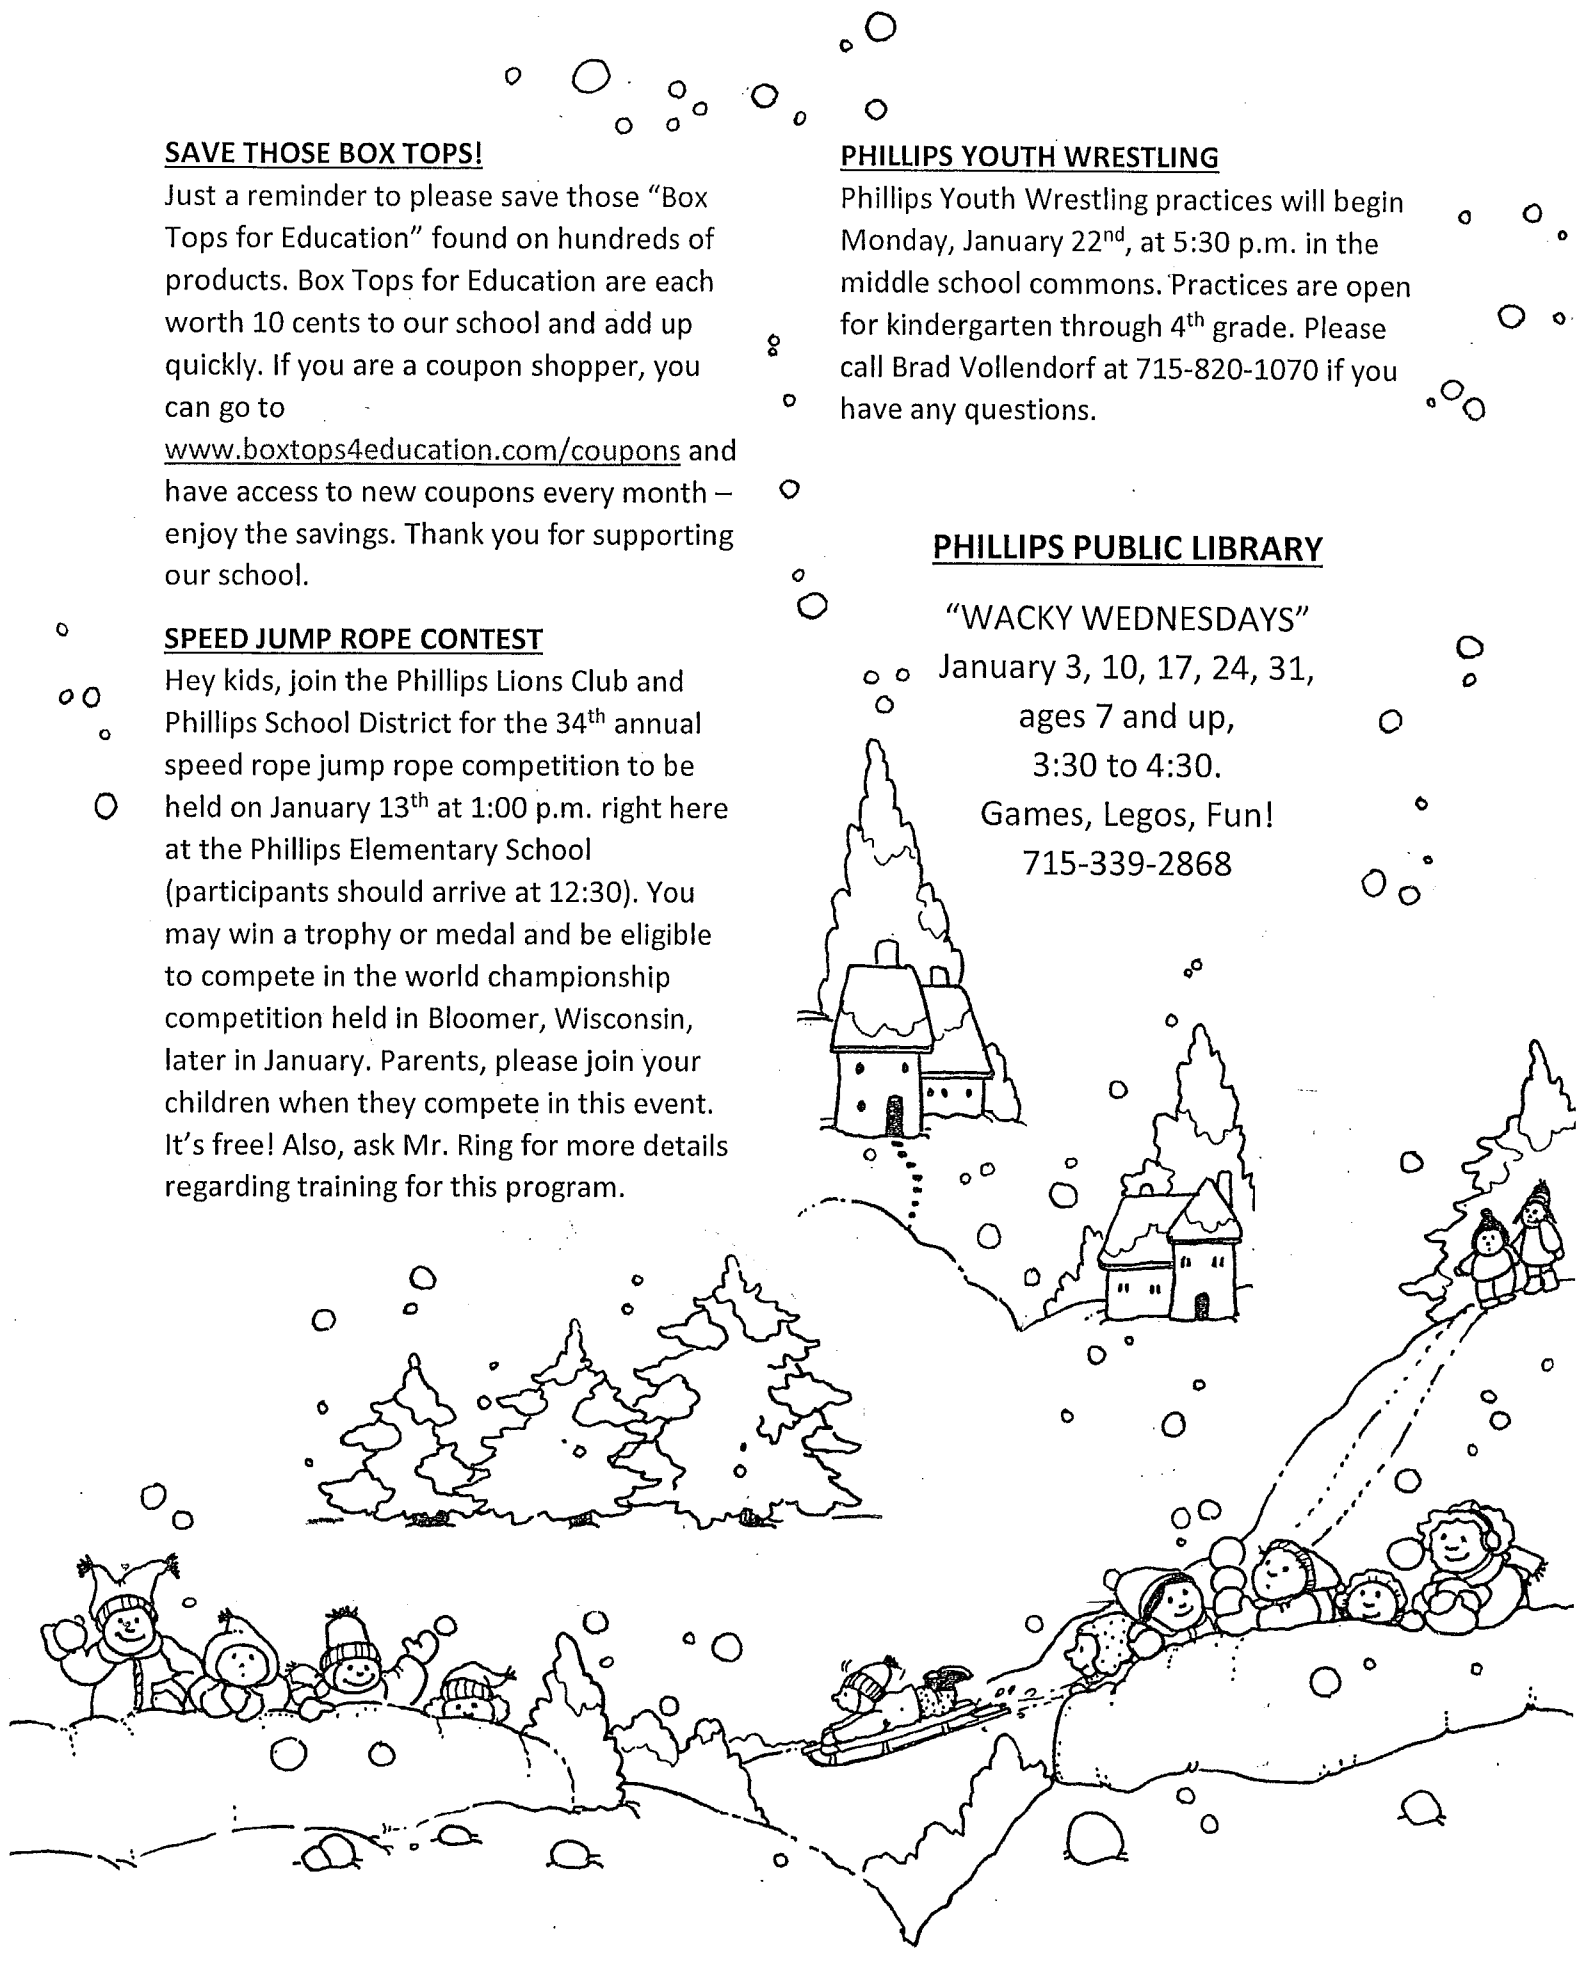 SAVE THOSE BOX TOPS!
Just a reminder to please save those “Box
Tops for Education” found on hundreds of
products. Box Tops for Education are each
worth 10 cents to our school and add up
quickly. If you are a coupon shopper, you
can go to
www.boxtops4education.com/coupons and
have access to new coupons every month –
enjoy the savings. Thank you for supporting
our school.
SPEED JUMP ROPE CONTEST
Hey kids, join the Phillips Lions Club and
Phillips School District for the 34th annual
speed rope jump rope competition to be
held on January 13th at 1:00 p.m. right here
at the Phillips Elementary School
(participants should arrive at 12:30). You
may win a trophy or medal and be eligible
to compete in the world championship
competition held in Bloomer, Wisconsin,
later in January. Parents, please join your
children when they compete in this event.
It’s free! Also, ask Mr. Ring for more details
regarding training for this program.
PHILLIPS YOUTH WRESTLING
Phillips Youth Wrestling practices will begin
Monday, January 22nd, at 5:30 p.m. in the
middle school commons. Practices are open
for kindergarten through 4th grade. Please
call Brad Vollendorf at 715-820-1070 if you
have any questions.
PHILLIPS PUBLIC LIBRARY
“WACKY WEDNESDAYS”
January 3, 10, 17, 24, 31,
ages 7 and up,
3:30 to 4:30.
Games, Legos, Fun!
715-339-2868